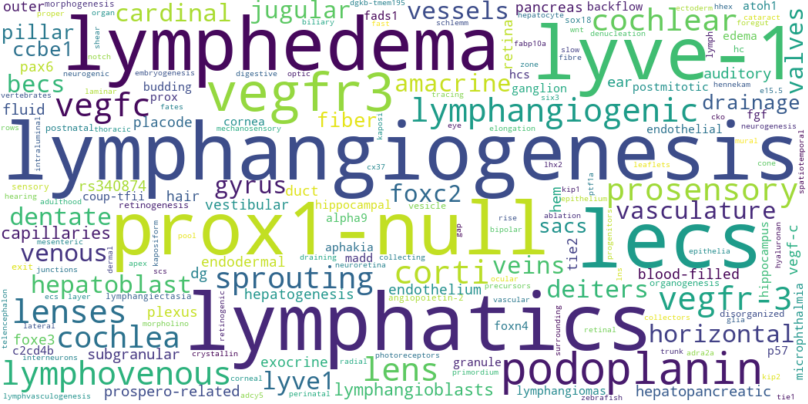 outer morphogenesis organ
cardinal
biliary
jugular
dgkb-tmem195
fads1
vessels
pancreas backflow
hepatocyte sox18
ectoderm hhex
atoh1
cataract
foregut
proper
pillar
ccbe1
shear
notch
lymphedema
fast
schlemm
retina
fabp10a
lyve-1
cochlear
slow wnt denucleation
lymph
edema
hc
valves
pax6
neurogenic
embryogenesis digestive optic
becs
vegfr3
amacrine
hcs
zone
ganglion
ear
auditory
postmitotic
vertebrates
laminar
budding
tracing
six3
hennekam
e15.5
fluid
vegfc
prox
fates
fiber
cornea
kaposi
lymphangiogenic
drainage
cko
fgf
neurogenesis
rows
postnatal thoracic
placode
mechanosensory
eye
elongation
endothelial
mural
intraluminal
lymphangiogenesis
spatiotemporal
cx37
lhx2
leaflets
cone
sensory
rs340874
gyrus
duct
foxc2
kip1
epithelium
prosensory
hearing
adulthood
coup-tfii
hair
hippocampal
ptf1a
dentate
retinogenesis
vestibular
vesicle
alpha9
rise
ablation
hem
sacs
tie2
progenitors
vasculature
vegf-c
hippocampus
hyaluronan
capillaries
mesenteric
dermal
kaposiform
pool
prox1-null
gap
bipolar
lecs
epithelia
venous
endodermal
aphakia
madd
draining
collecting
neuroretina
exit
junctions
apex
scs
dg
corti
veins
lns
blood-filled
organogenesis
hepatoblast
ecs layer
lymphangiectasia
sprouting
hepatogenesis
endothelium
ocular
precursors
deiters
glia
disorganized
vegfr-3
microphthalmia
telencephalon
lenses
plexus
morpholino
retinogenic
angiopoietin-2
vascular
collectors
foxe3
lateral
cochlea
lymphatics
foxn4
surrounding
retinal
horizontal
c2cd4b
interneurons
subgranular
crystallin
exocrine
radial
photoreceptors
primordium
granule
trunk
adra2a
p57
lymphovenous
corneal
lyve1
lens
podoplanin
kip2
lymphvasculogenesis
prospero-related
adcy5
perinatal
lymphangioblasts
lymphangiomas
zebrafish
hepatopancreatic
tie1